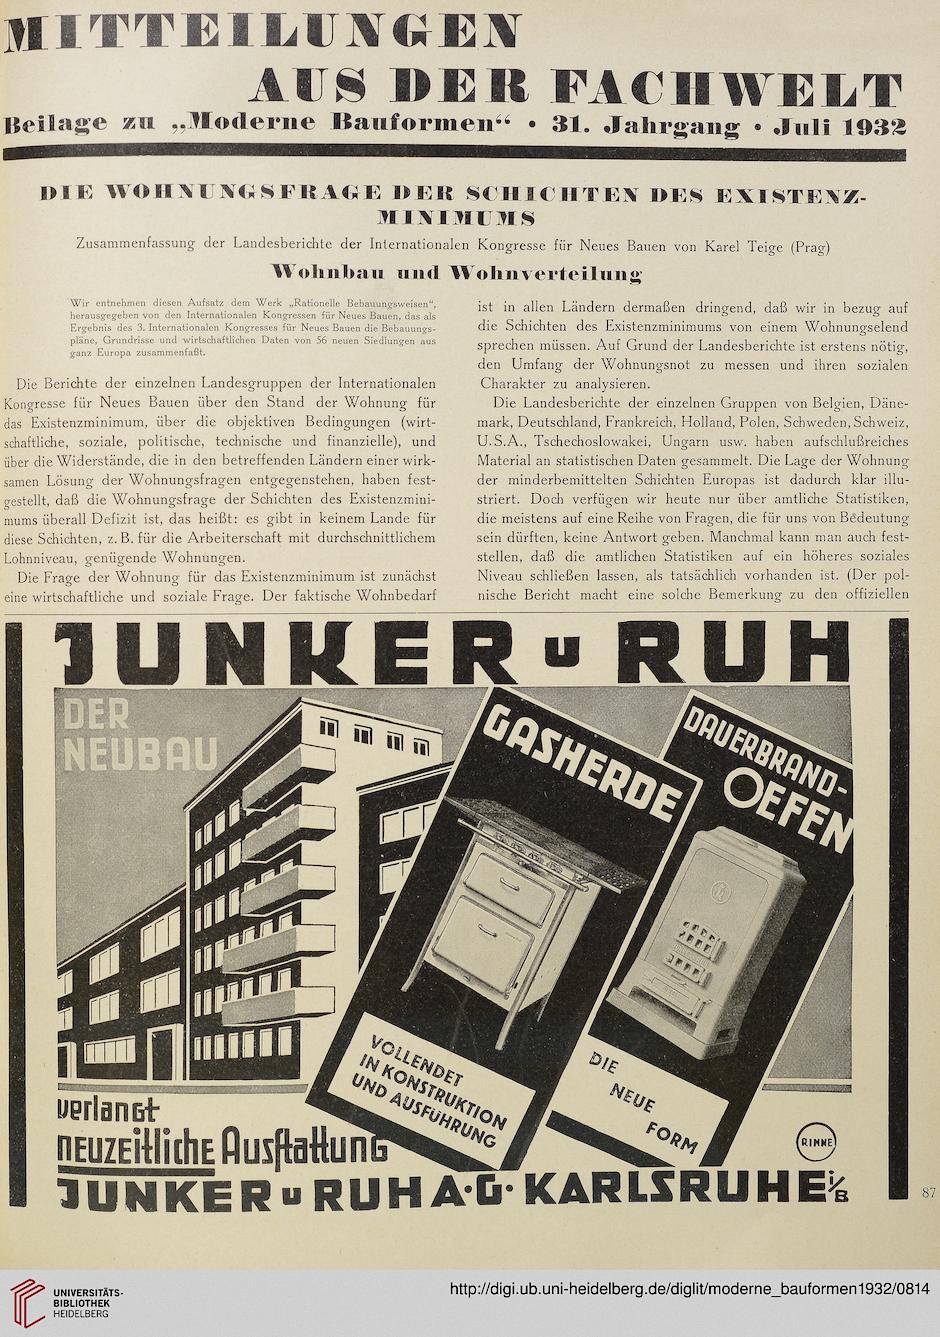 MITTEILUNGEN
AUS DER FACHWELT
Beilage zu „Moderne Bauformen“ • 31. Jahrgang • Juli 1932
DIE WOHNUNGSFRAGE DER SCHICHTEN DES EXISTENZ-
MINIMUMS
Zusammenfassung der Landesberichte der Internationalen Kongresse für Neues Bauen von Karel Teige (Prag)
Wohnbau und Wohnverteilung
Wir entnehmen diesen Aufsatz dem Werk „Rationelle Bebauungsweisen“,
herausgegeben von den Internationalen Kongressen für Neues Bauen, das als
Ergebnis des 3. Internationalen Kongresses für Neues Bauen die Bebauungs-
pläne, Grundrisse und wirtschaftlichen Daten von 56 neuen Siedlungen aus
ganz Europa zusammenfaßt.
Die Berichte der einzelnen Landesgruppen der Internationalen
Kongresse für Neues Bauen über den Stand der Wohnung für
das Existenzminimum, über die objektiven Bedingungen (wirt-
schaftliche, soziale, politische, technische und finanzielle), und
über die Widerstände, die in den betreffenden Ländern einer wirk-
samen Lösung der Wohnungsfragen entgegenstehen, haben fest-
gestellt, daß die Wohnungsfrage der Schichten des Existenzmini-
mums überall Defizit ist, das heißt: es gibt in keinem Lande für
diese Schichten, z. B. für die Arbeiterschaft mit durchschnittlichem
Lohnniveau, genügende Wohnungen.
Die Frage der Wohnung für das Existenzminimum ist zunächst
eine wirtschaftliche und soziale Frage. Der faktische Wohnbedarf
ist in allen Ländern dermaßen dringend, daß wir in bezug auf
die Schichten des Existenzminimums von einem Wohnungselend
sprechen müssen. Auf Grund der Landesberichte ist erstens nötig,
den Umfang der Wohnungsnot zu messen und ihren sozialen
Charakter zu analysieren.
Die Landesberichte der einzelnen Gruppen von Belgien, Däne-
mark, Deutschland, Frankreich, Holland, Polen, Schweden, Schweiz,
U.S.A., Tschechoslowakei, Ungarn usw. haben aufschlußreiches
Material an statistischen Daten gesammelt. Die Lage der Wohnung
der minderbemittelten Schichten Europas ist dadurch klar illu-
striert. Doch verfügen wir heute nur über amtliche Statistiken,
die meistens auf eine Reihe von Fragen, die für uns von Bedeutung
sein dürften, keine Antwort geben. Manchmal kann man auch fest-
stellen, daß die amtlichen Statistiken auf ein höheres soziales
Niveau schließen lassen, als tatsächlich vorhanden ist. (Der pol-
nische Bericht macht eine solche Bemerkung zu den offiziellen
JUNKER u RUH
DER
NEUBAU
GASHERDE
VOLLENDET
IN KONSTRUKTION
UND AUSFÜHRUNG
DAUERBRAND-
OEFEN
DIE
NEUE
FORM
RINNE
verlangt
neuzeitliche Ausstattung
JUNKER u RUH A·G· KARLSRUHE i/B
87
UNIVERSITÄTS-
BIBLIOTHEK
HEIDELBERG
http://digi.ub.uni-heidelberg.de/diglit/moderne_bauformen1932/0814